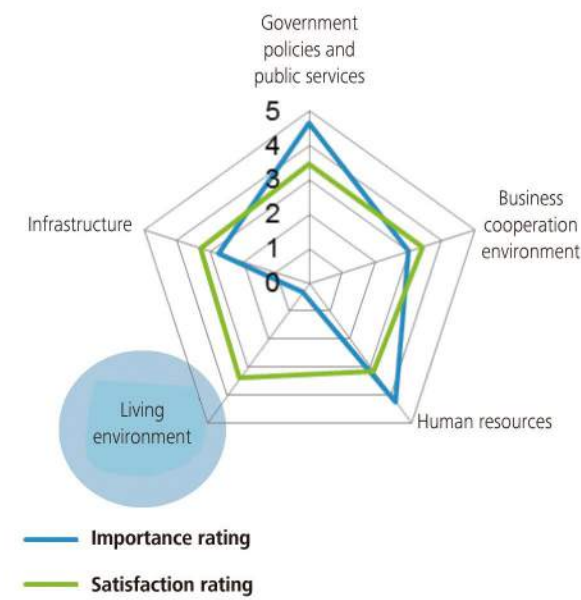 Government
policies and
public services
5
4
3
2
1
0
Business
cooperation
environment
Infrastructure
Living
environment
Human resources
Importance rating
Satisfaction rating